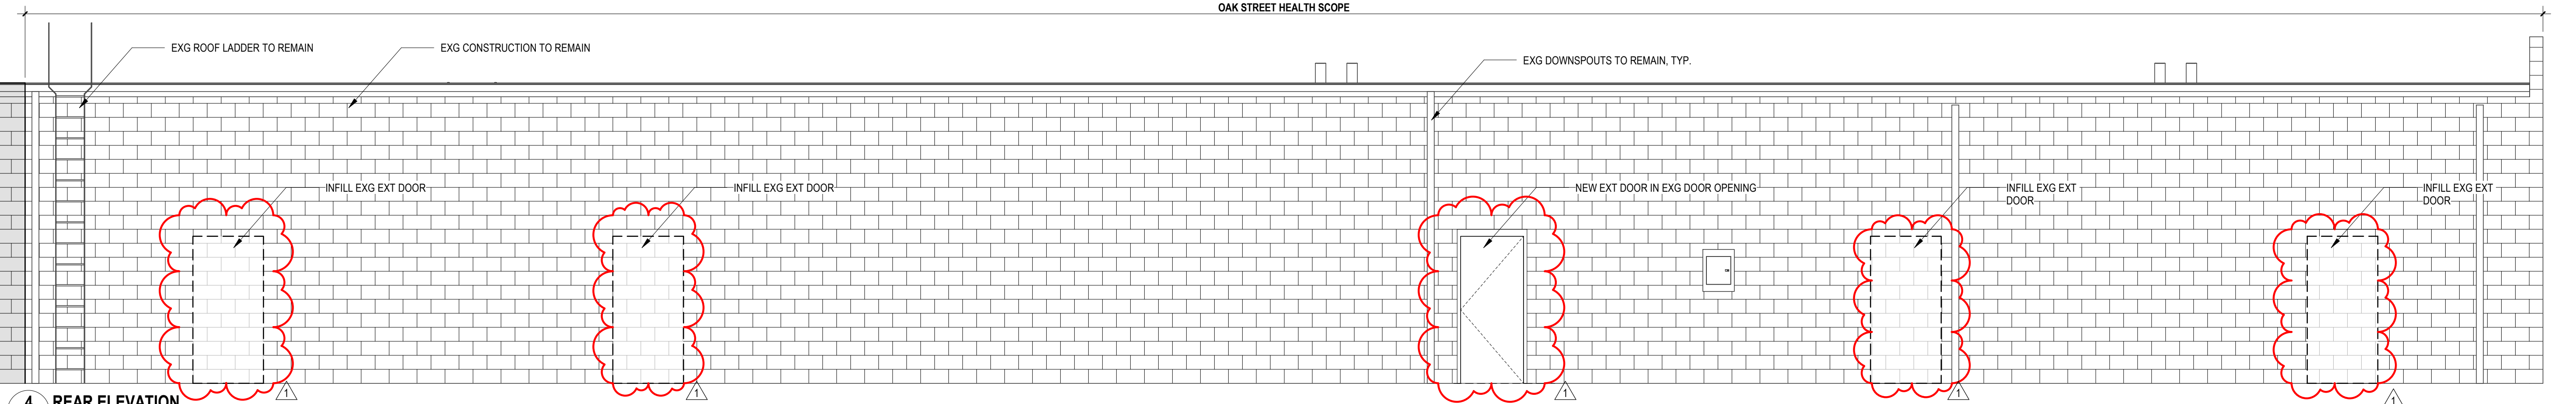 OAK STREET HEALTH SCOPE
EXG ROOF LADDER TO REMAIN
EXG CONSTRUCTION TO REMAIN
EXG DOWNSPOUTS TO REMAIN, TYP.
INFILL EXG EXT DOOR
INFILL EXG EXT DOOR
NEW EXT DOOR IN EXG DOOR OPENING
INFILL EXG EXT
DOOR
INFILL EXG EXT
DOOR
1
1
1
1
1
4 REAR ELEVATION